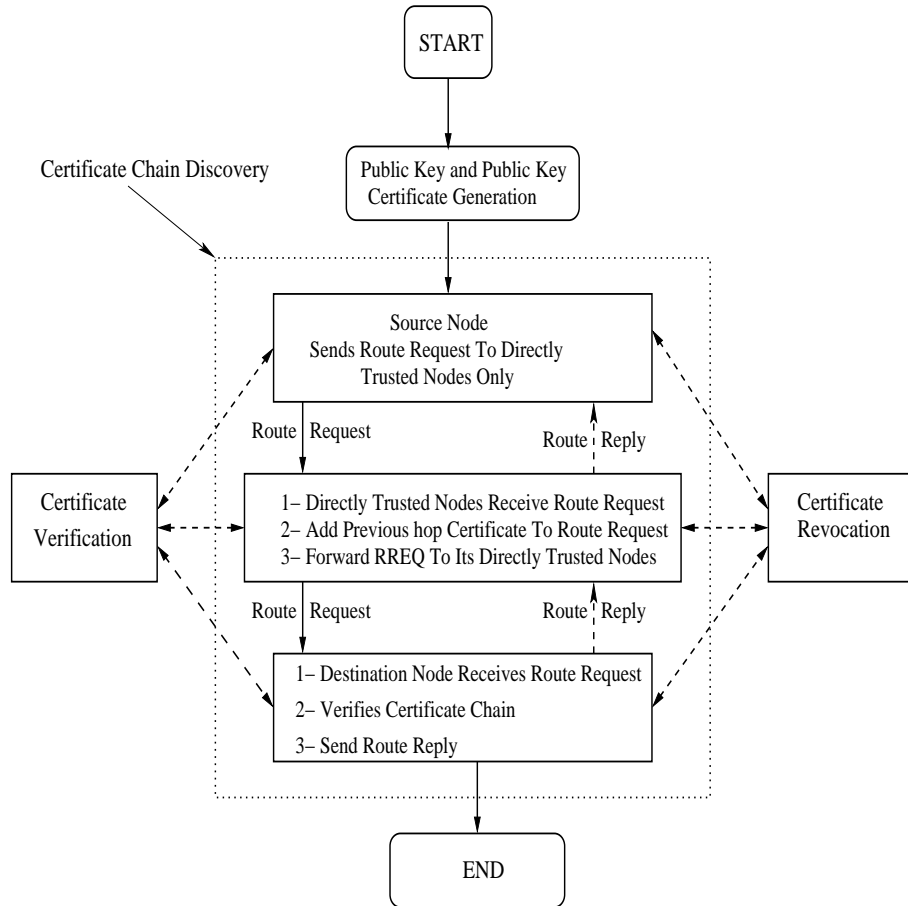 START
Public Key and Public Key
Certificate Generation
Certificate Chain Discovery
Source Node
Sends Route Request To Directly
Trusted Nodes Only
Route Request
Route Reply
Certificate
Verification
1– Directly Trusted Nodes Receive Route Request
2– Add Previous hop Certificate To Route Request
3– Forward RREQ To Its Directly Trusted Nodes
Certificate
Revocation
Route Request
Route Reply
1– Destination Node Receives Route Request
2– Verifies Certificate Chain
3– Send Route Reply
END